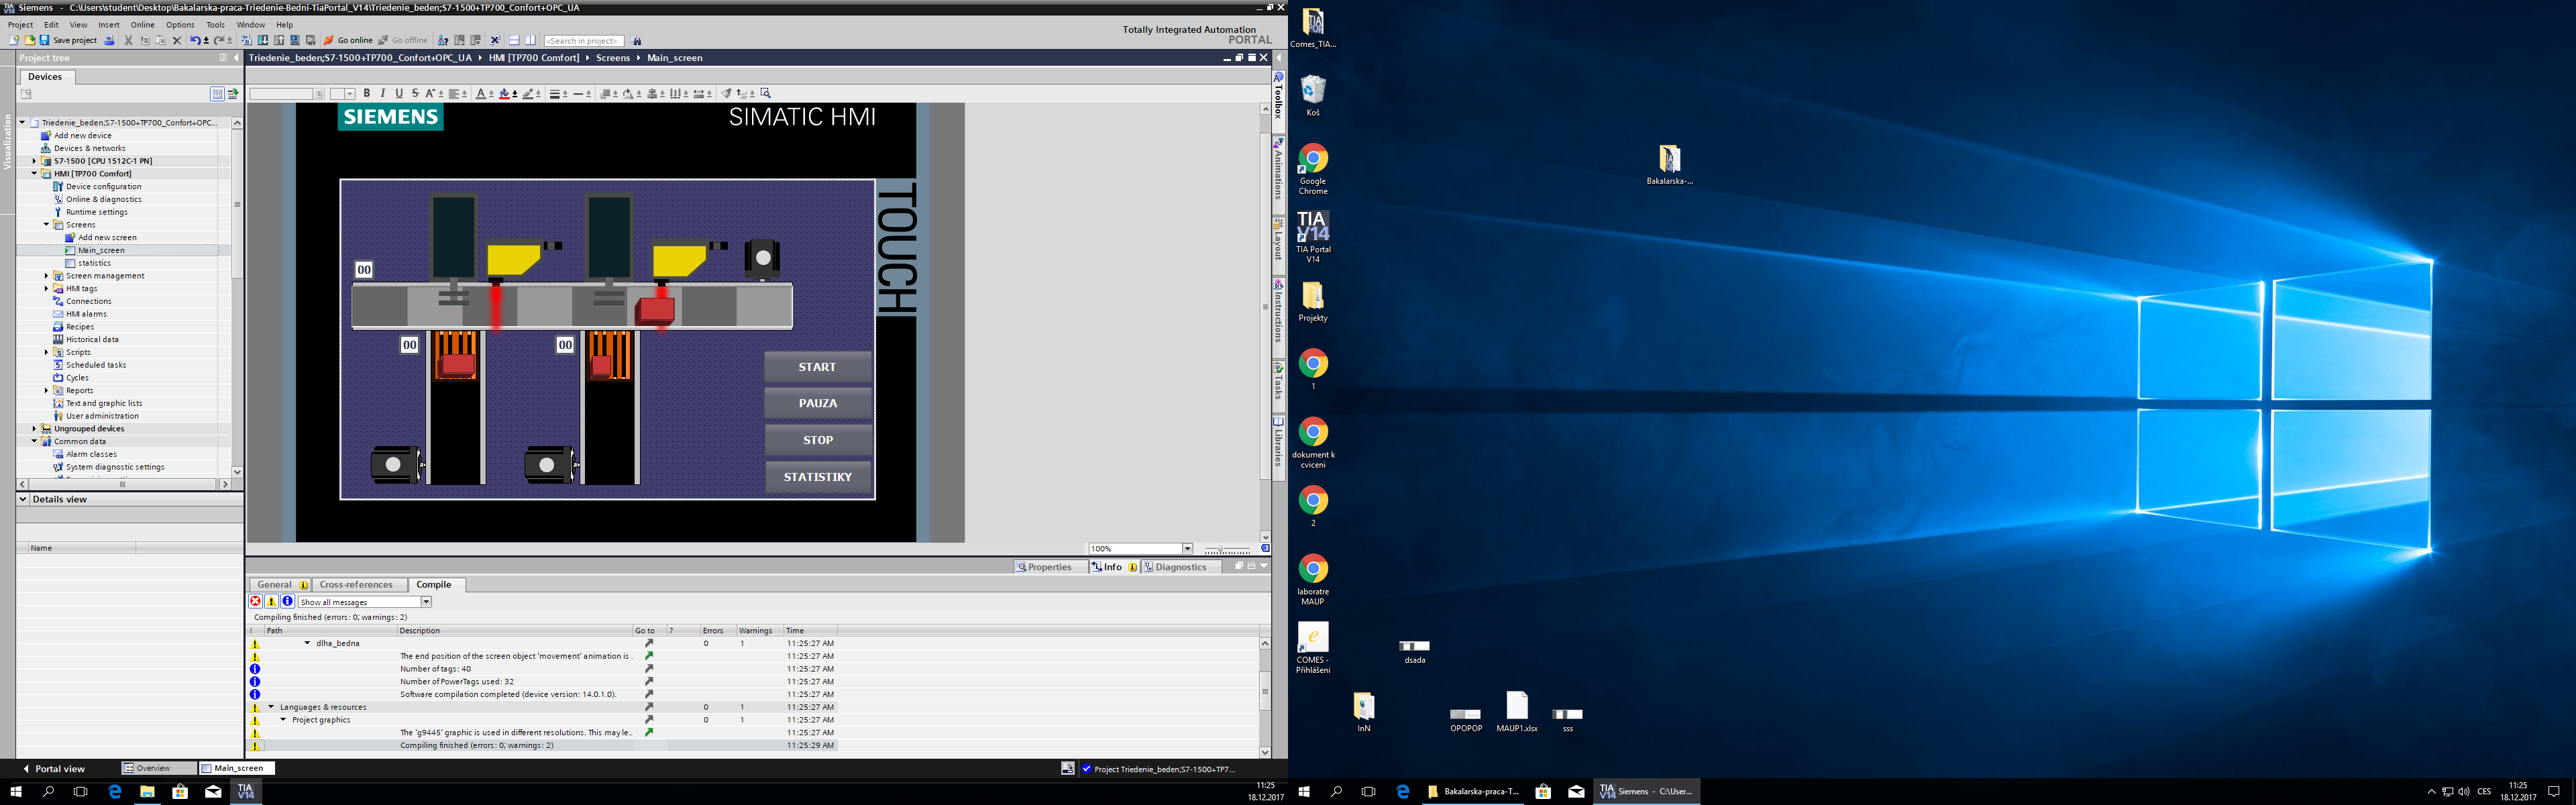 Siemens - C:\Users\student\Desktop\Bakalarska-praca-Triedenie-Bedni-TiaPortal_V14\Triedenie_beden;S7-1500+TP700_Confort+OPC_UA
Project Edit View Insert Online Options Tools Window Help
Totally Integrated Automation
PORTAL
Save project
Go online
Go offline
<Search in project>
Project tree
Triedenie_beden;S7-1500+TP700_Confort+OPC_UA HMI [TP700 Comfort] Screens Main_screen
Devices
Visualization
Triedenie_beden;S7-1500+TP700_Confort+OPC...
Add new device
Devices & networks
S7-1500 [CPU 1512C-1 PN]
HMI [TP700 Comfort]
Device configuration
Online & diagnostics
Runtime settings
Screens
Add new screen
Main_screen
statistics
Screen management
HMI tags
Connections
HMI alarms
Recipes
Historical data
Scripts
Scheduled tasks
Cycles
Reports
Text and graphic lists
User administration
Ungrouped devices
Common data
Alarm classes
System diagnostic settings
Details view
Name
B I U S A
SIEMENS
SIMATIC HMI
TOUCH
00
00
00
START
PAUZA
STOP
STATISTIKY
Toolbox
Animations
Layout
Instructions
Tasks
Libraries
100%
Properties
Info
Diagnostics
General
Cross-references
Compile
Show all messages
Compiling finished (errors: 0; warnings: 2)
! Path Description Go to ? Errors Warnings Time
dlha_bedna 0 1 11:25:27 AM
The end position of the screen object 'movement' animation is . 11:25:27 AM
Number of tags: 40 11:25:27 AM
Number of PowerTags used: 32 11:25:27 AM
Software compilation completed (device version: 14.0.1.0). 11:25:27 AM
Languages & resources 0 1 11:25:27 AM
Project graphics 0 1 11:25:27 AM
The 'g9445' graphic is used in different resolutions. This may le.. 11:25:27 AM
Compiling finished (errors: 0; warnings: 2) 11:25:29 AM
Portal view
Overview
Main_screen
Project Triedenie_beden;S7-1500+TP7...
TIA
V14
11:25
18.12.2017
Comes_TIA...
Koš
Google
Chrome
TIA
V14
TIA Portal
V14
Projekty
1
dokument k
cviceni
2
laboratre
MAUP
COMES -
Přihlášení
Bakalarska-...
dsada
InN
OPOPOP
MAUP1.xlsx
sss
Bakalarska-praca-T...
Siemens - C:\User...
CES
11:25
18.12.2017